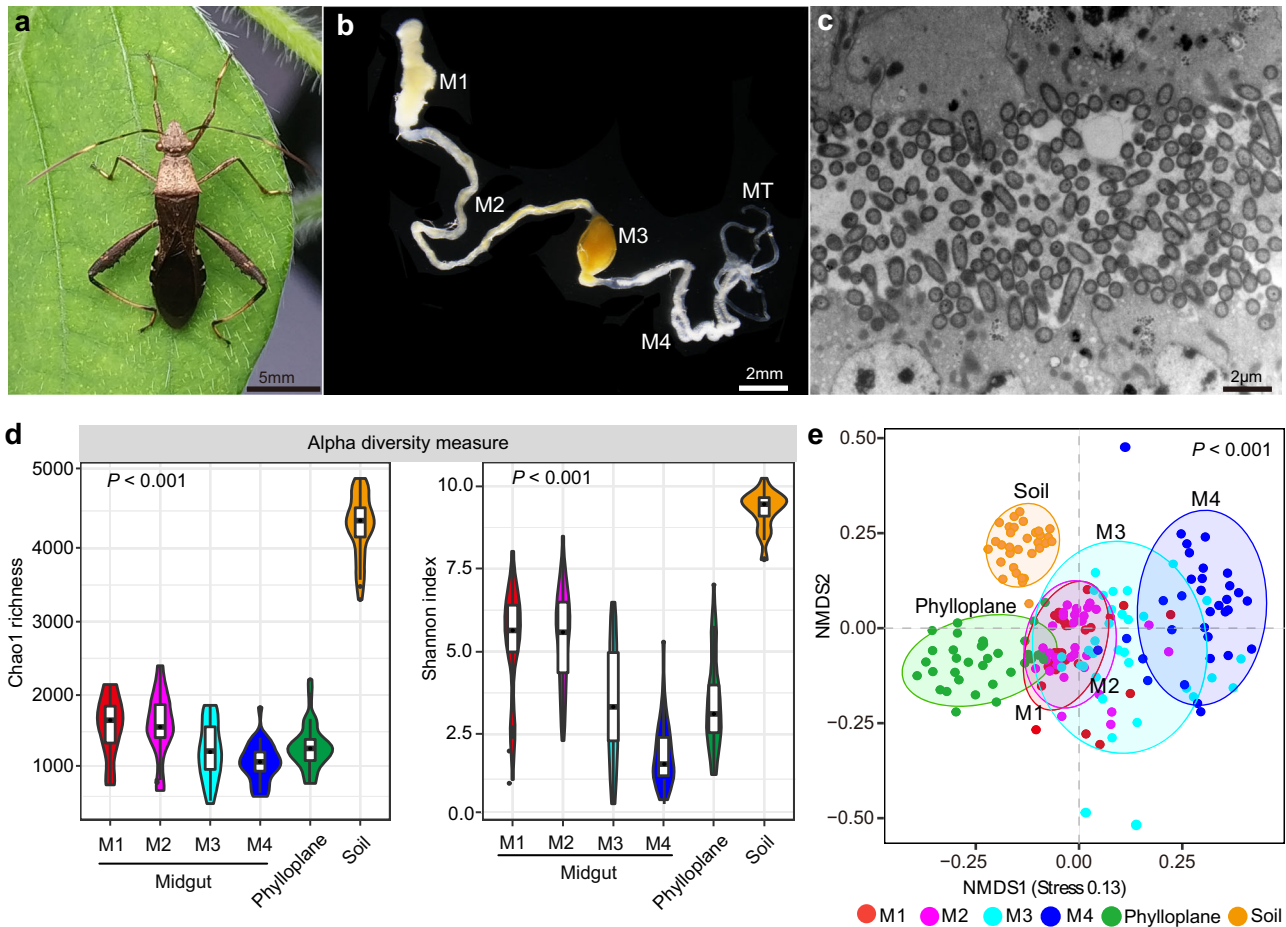 a
5mm
b
M1
M2
M3
MT
M4
2mm
c
2μm
d
Alpha diversity measure
P < 0.001
Chao1 richness
5000
4000
3000
2000
1000
M1 M2 M3 M4 Phylloplane Soil
Midgut
P < 0.001
Shannon index
10.0
7.5
5.0
2.5
0.0
M1 M2 M3 M4 Phylloplane Soil
Midgut
e
P < 0.001
Soil
M4
M3
Phylloplane
M2
M1
NMDS2
0.50
0.25
0.00
−0.25
−0.50
−0.25 0.00 0.25
NMDS1 (Stress 0.13)
M1 M2 M3 M4 Phylloplane Soil